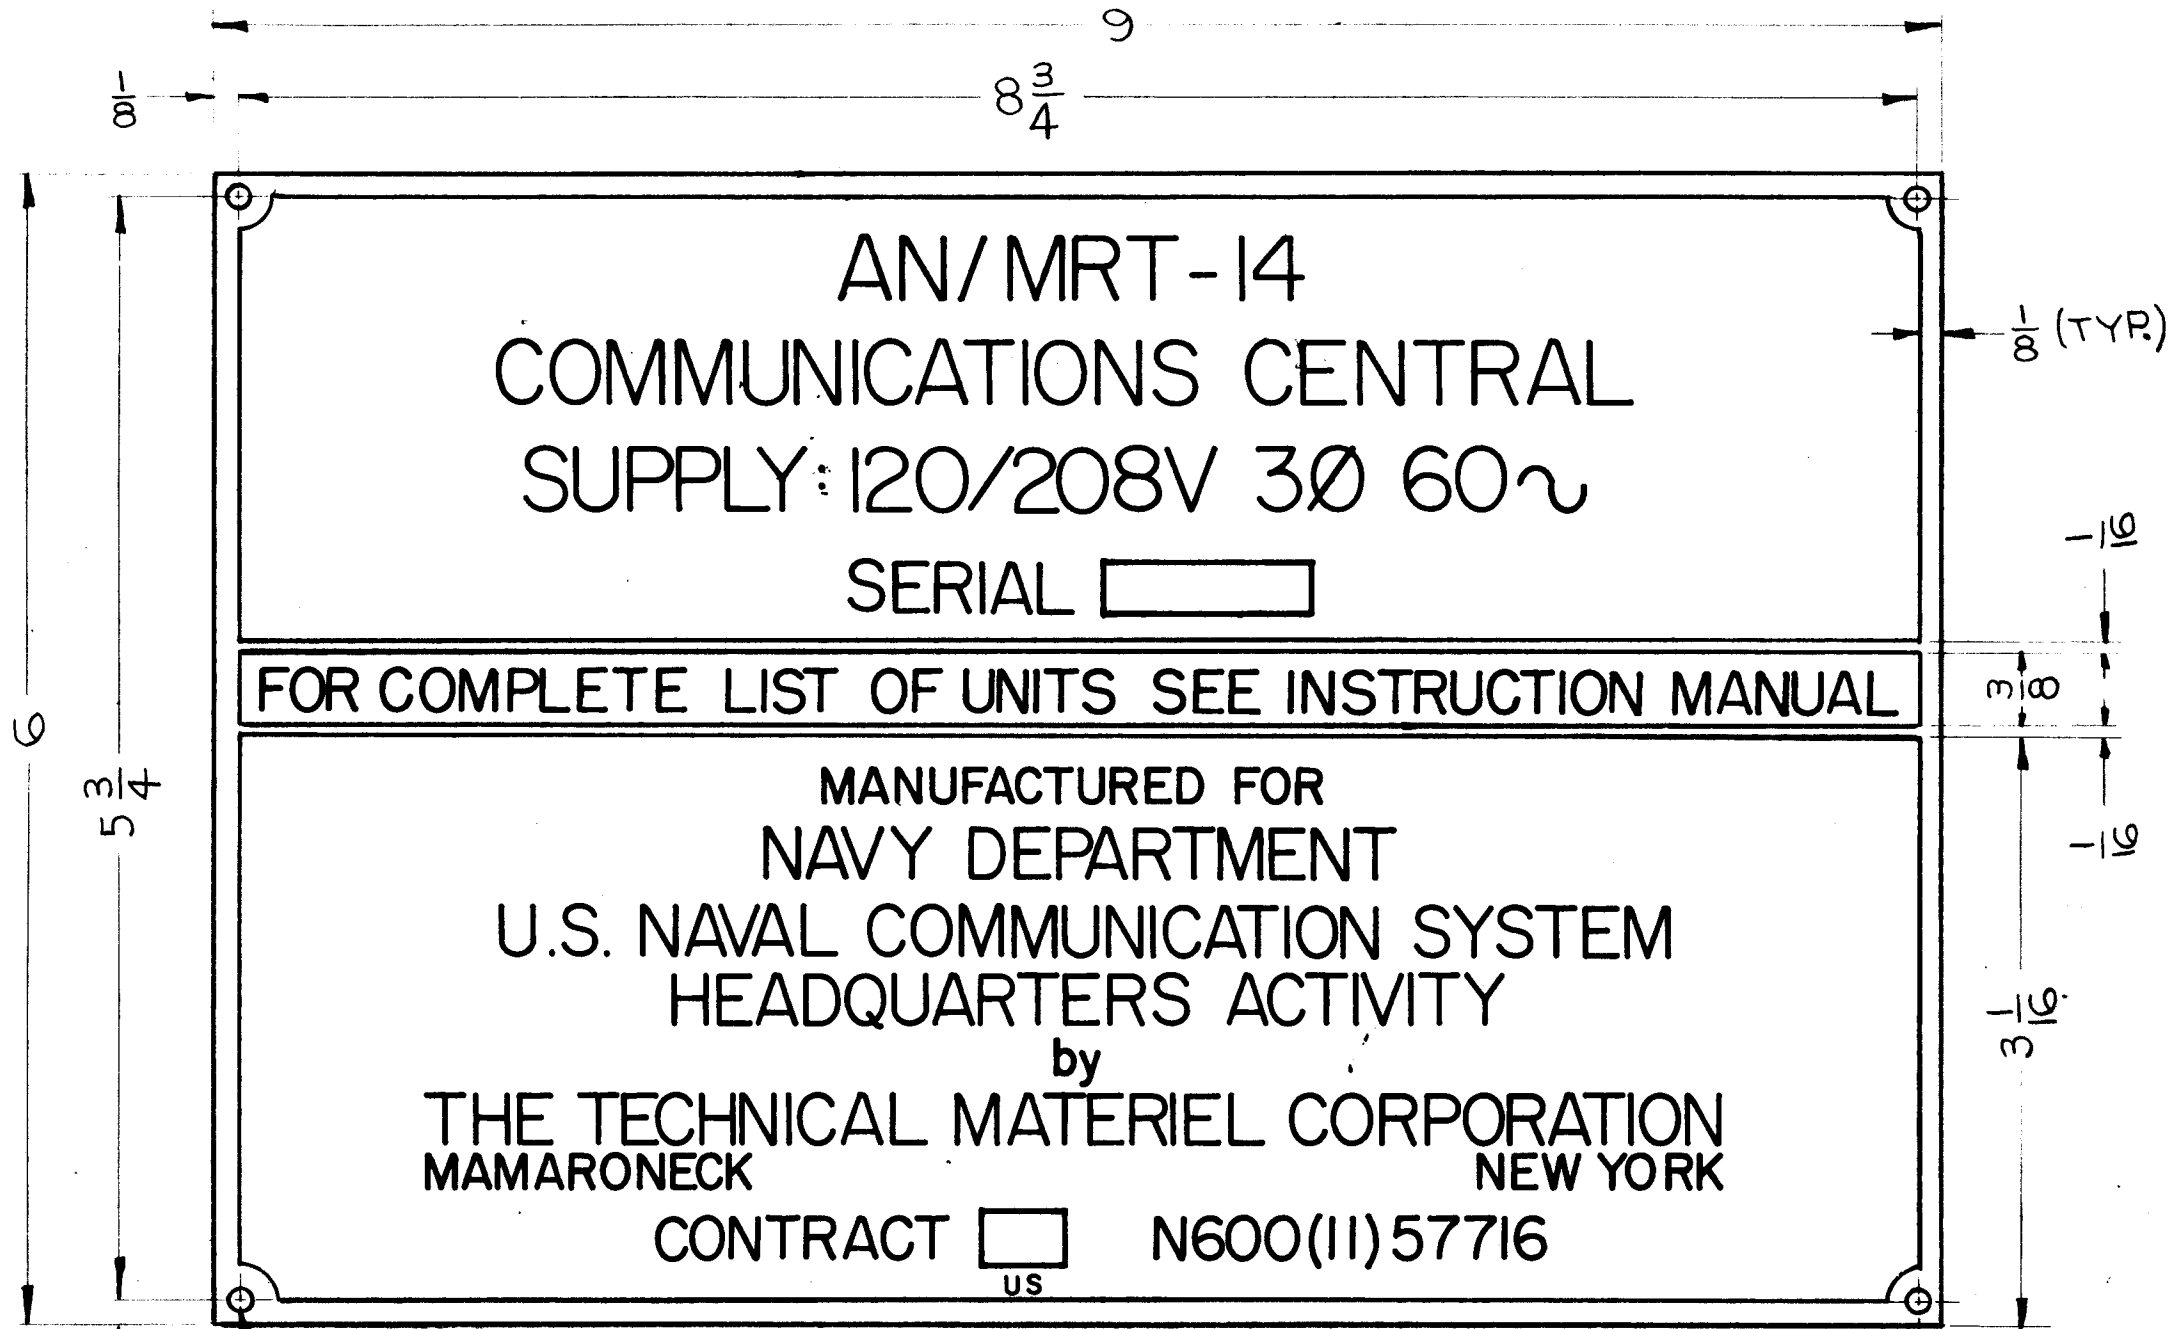 9
1/8
8 3/4
AN/MRT-14
COMMUNICATIONS CENTRAL
1/8 (TYP.)
SUPPLY: 120/208V 3Ø 60~
1/16
SERIAL
FOR COMPLETE LIST OF UNITS SEE INSTRUCTION MANUAL
3/8
6
5 3/4
MANUFACTURED FOR
NAVY DEPARTMENT
1/16
U.S. NAVAL COMMUNICATION SYSTEM
HEADQUARTERS ACTIVITY
3 1/16
by
THE TECHNICAL MATERIEL CORPORATION
MAMARONECK NEW YORK
CONTRACT N600(11)57716
US